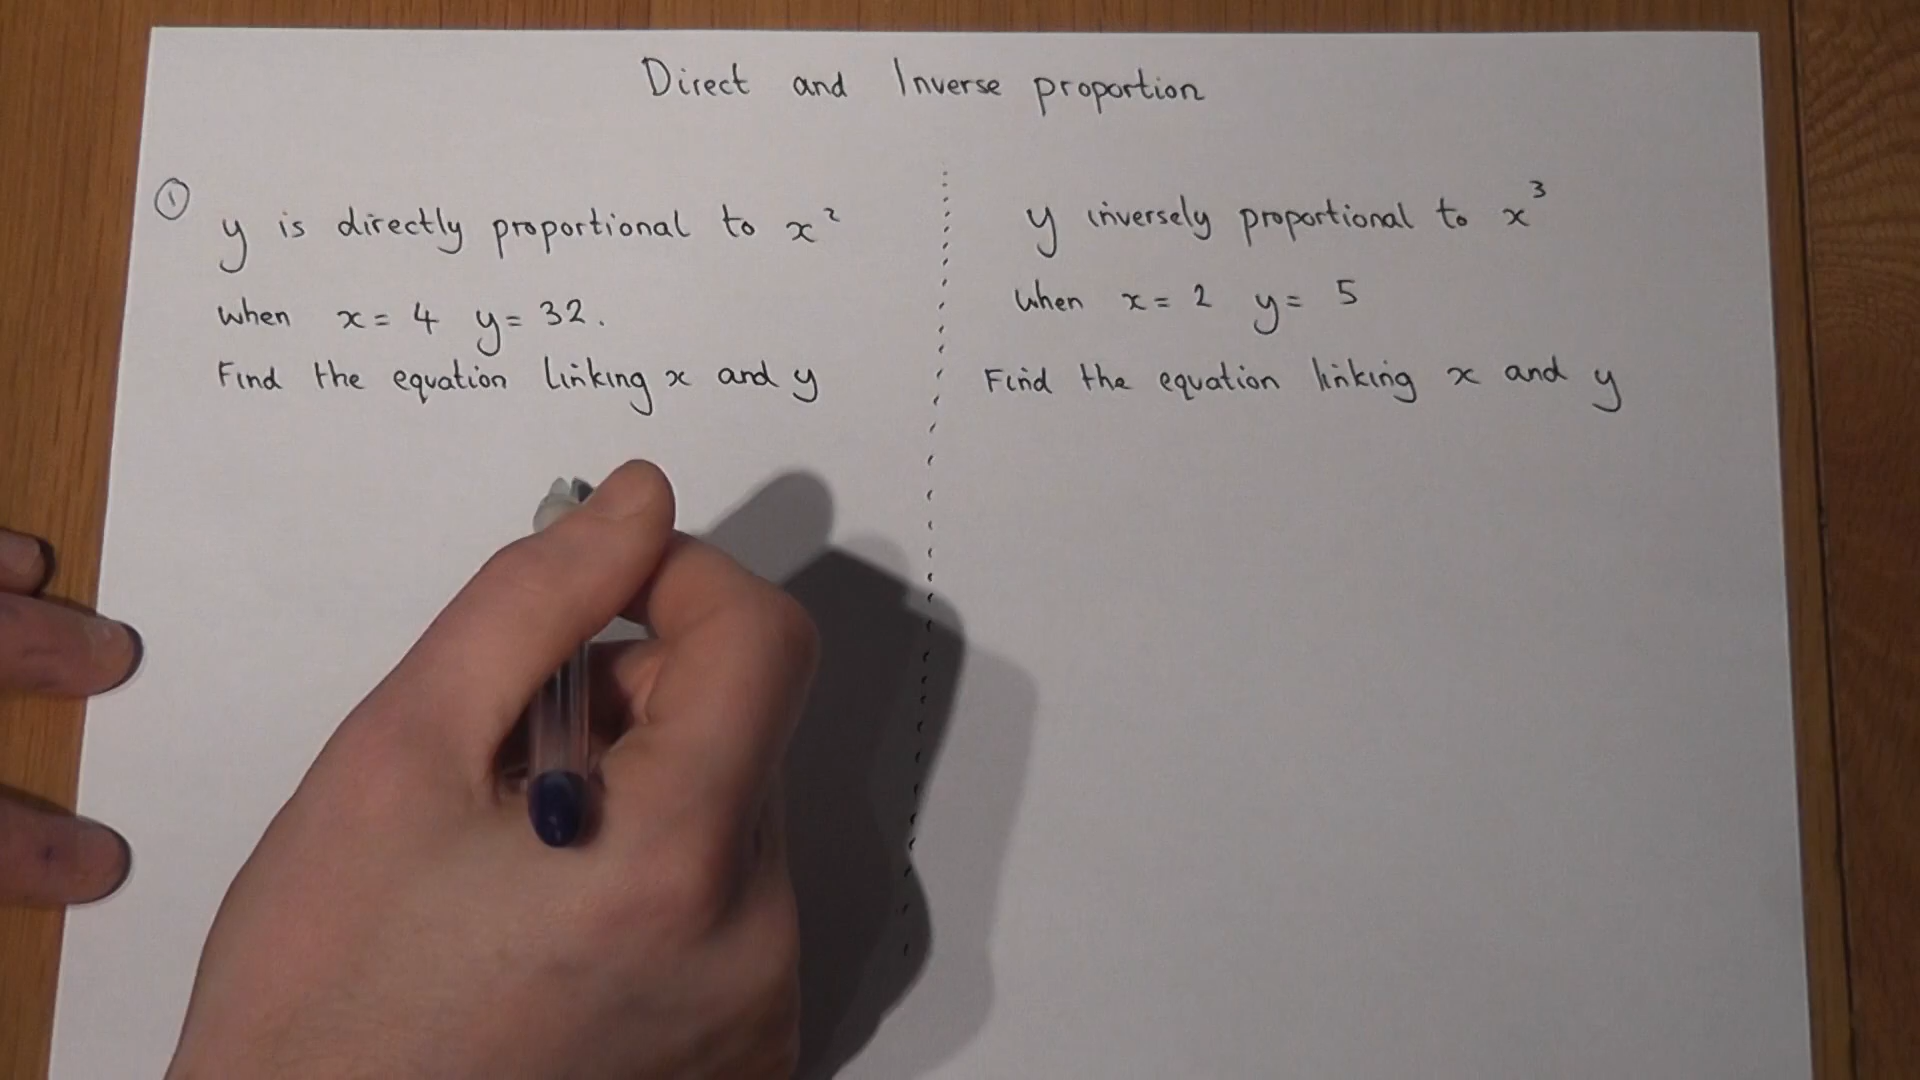 Direct and Inverse proportion
①
y is directly proportional to x²
when x = 4 y = 32.
Find the equation linking x and y
y inversely proportional to x³
when x = 2 y = 5
Find the equation linking x and y